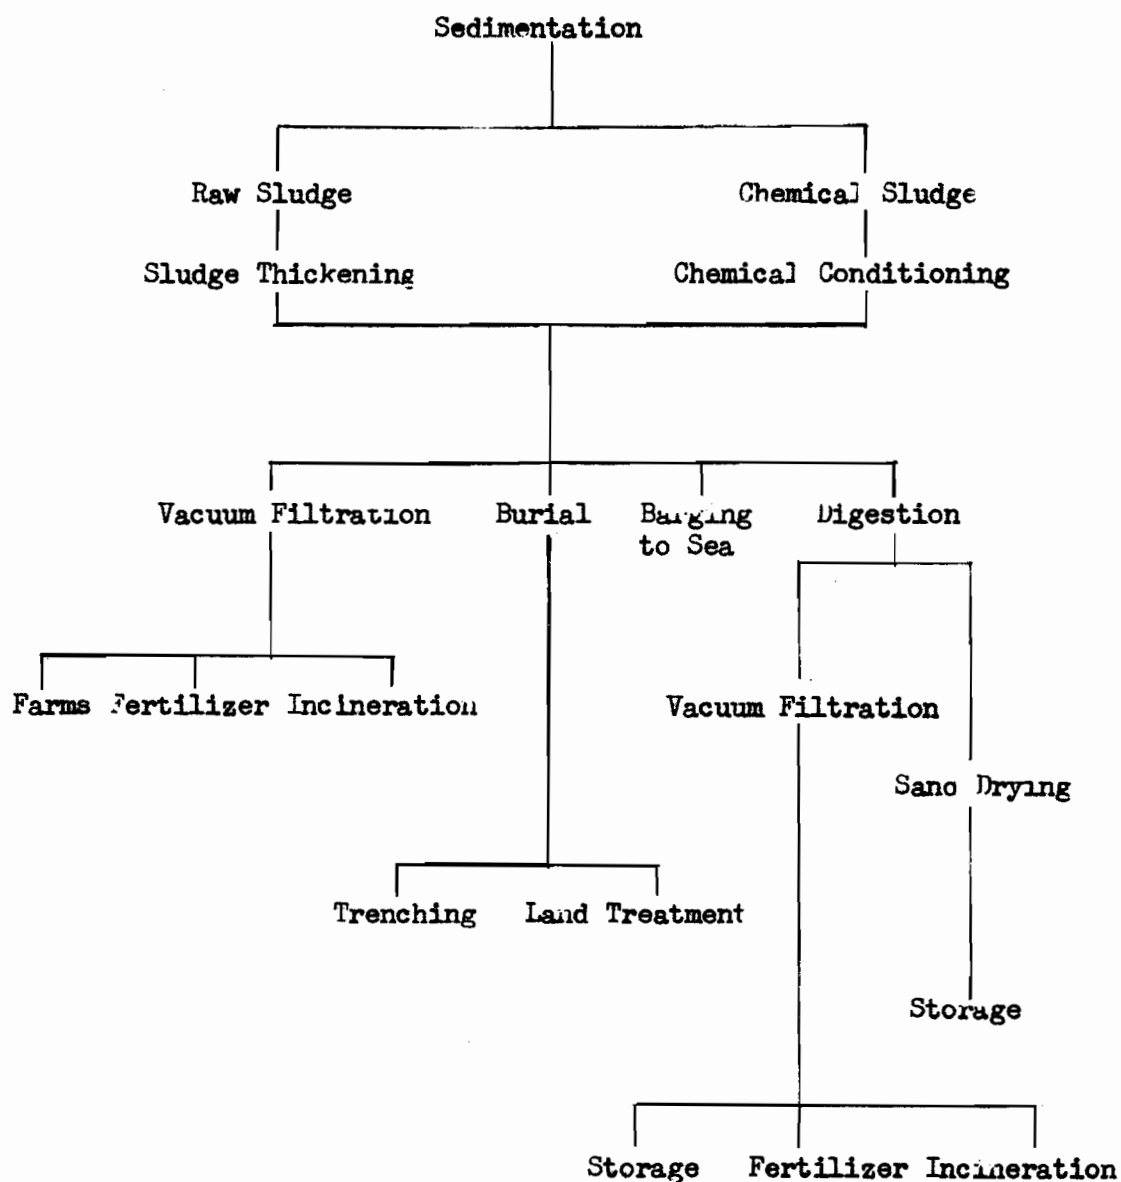 Sedimentation
Raw Sludge Chemical Sludge
Sludge Thickening Chemical Conditioning
Vacuum Filtration Burial Barging Digestion
to Sea
Farms Fertilizer Incineration
Vacuum Filtration
Sand Drying
Trenching Land Treatment
Storage
Storage Fertilizer Incineration